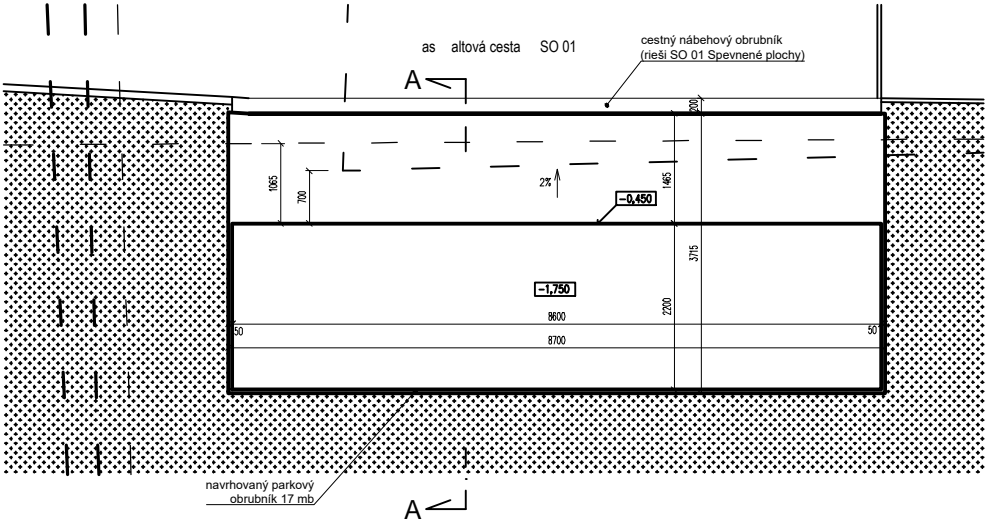 as altová cesta SO 01
cestný nábehový obrubník
(rieši SO 01 Spevnené plochy)
A
200
1065
700
2%
1465
-0,450
3715
-1,750
2200
8600
50
50
8700
navrhovaný parkový
obrubník 17 mb
A